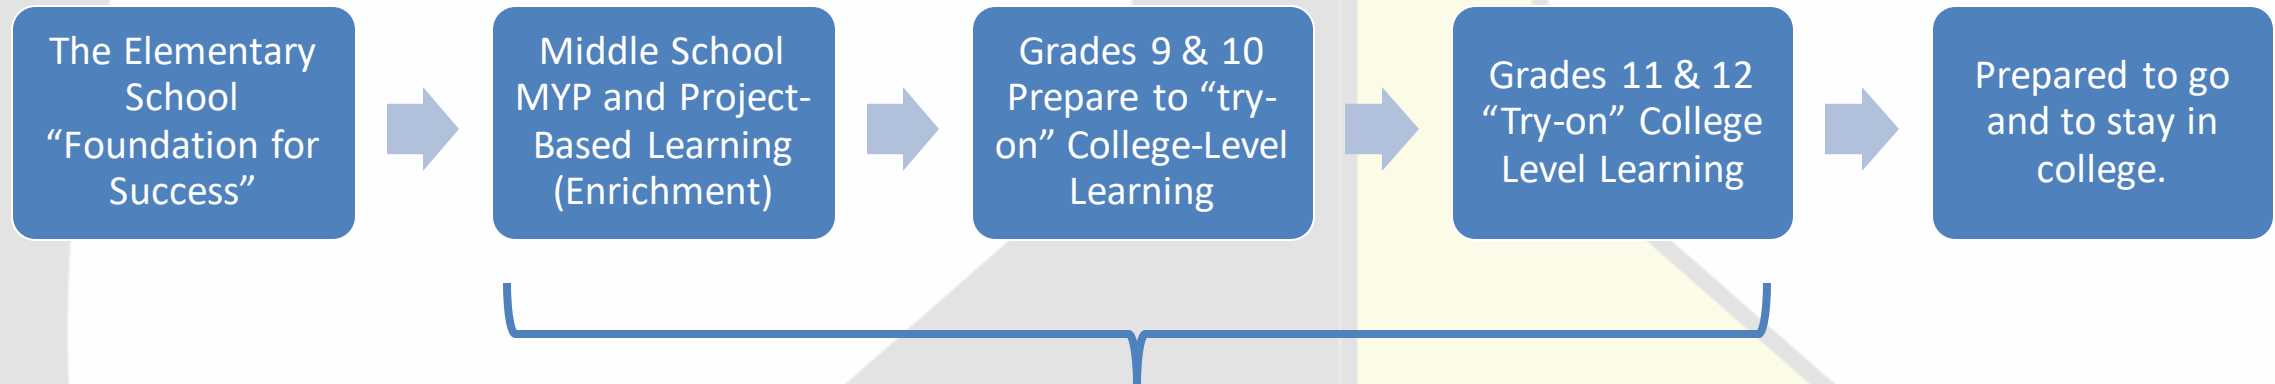 The Elementary
School
“Foundation for
Success”
Middle School
MYP and Project-
Based Learning
(Enrichment)
Grades 9 & 10
Prepare to “try-
on” College-Level
Learning
Grades 11 & 12
“Try-on” College
Level Learning
Prepared to go
and to stay in
college.